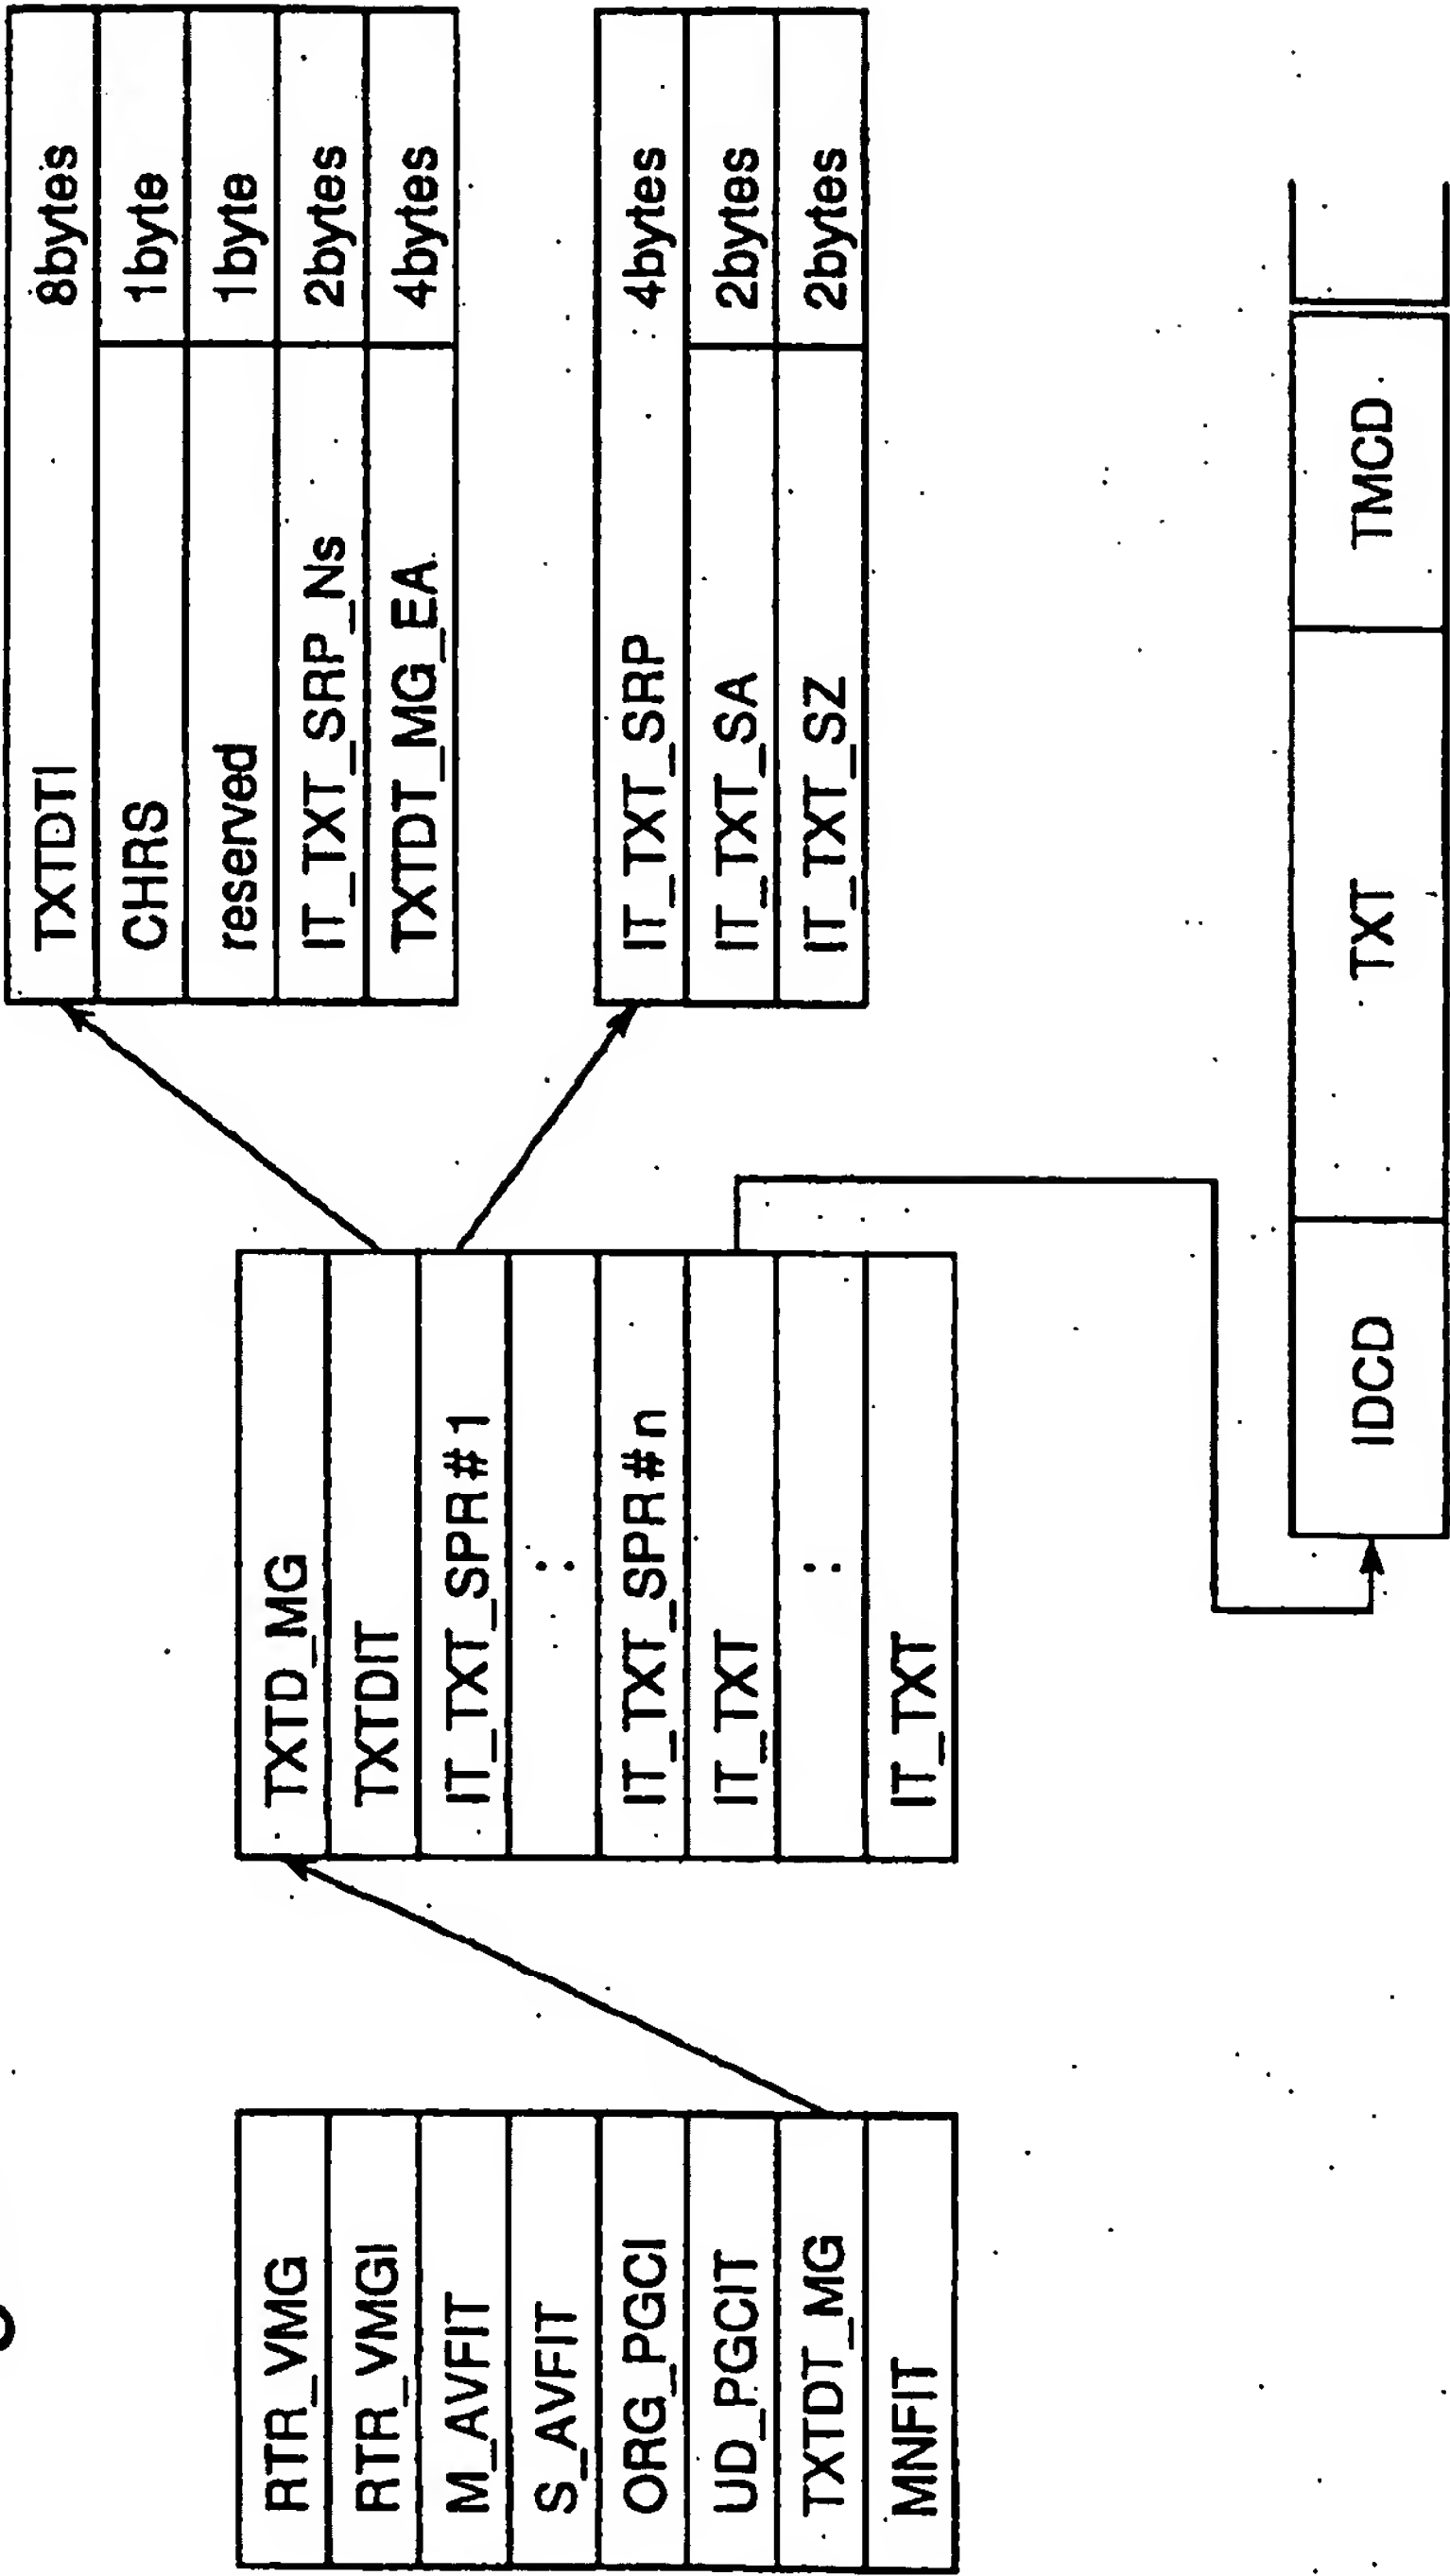 RTR_VMG
RTR_VMGI
M_AVFIT
S_AVFIT
ORG_PGCI
UD_PGCIT
TXTDT_MG
MNFIT
TXTD_MG
TXTDIT
IT_TXT_SPR#1
:
IT_TXT_SPR#n
IT_TXT
:
IT_TXT
TXTDTI 8bytes
CHRS 1byte
reserved 1byte
IT_TXT_SRP_Ns 2bytes
TXTDT_MG_EA 4bytes
IT_TXT_SRP 4bytes
IT_TXT_SA 2bytes
IT_TXT_SZ 2bytes
IDCD TXT TMCD